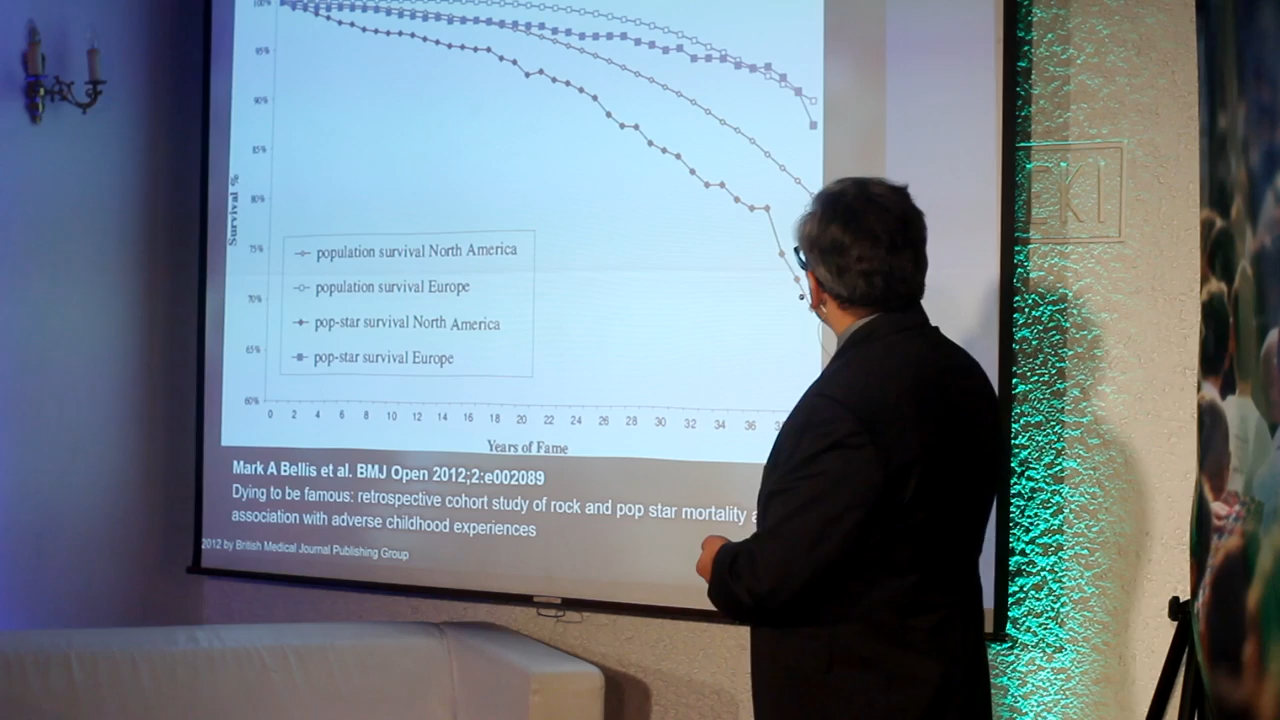 100%
95%
90%
85%
80%
75%
70%
65%
60%
Survival %
population survival North America
population survival Europe
pop-star survival North America
pop-star survival Europe
0 2 4 6 8 10 12 14 16 18 20 22 24 26 28 30 32 34 36
Years of Fame
Mark A Bellis et al. BMJ Open 2012;2:e002089
Dying to be famous: retrospective cohort study of rock and pop star mortality
association with adverse childhood experiences
2012 by British Medical Journal Publishing Group